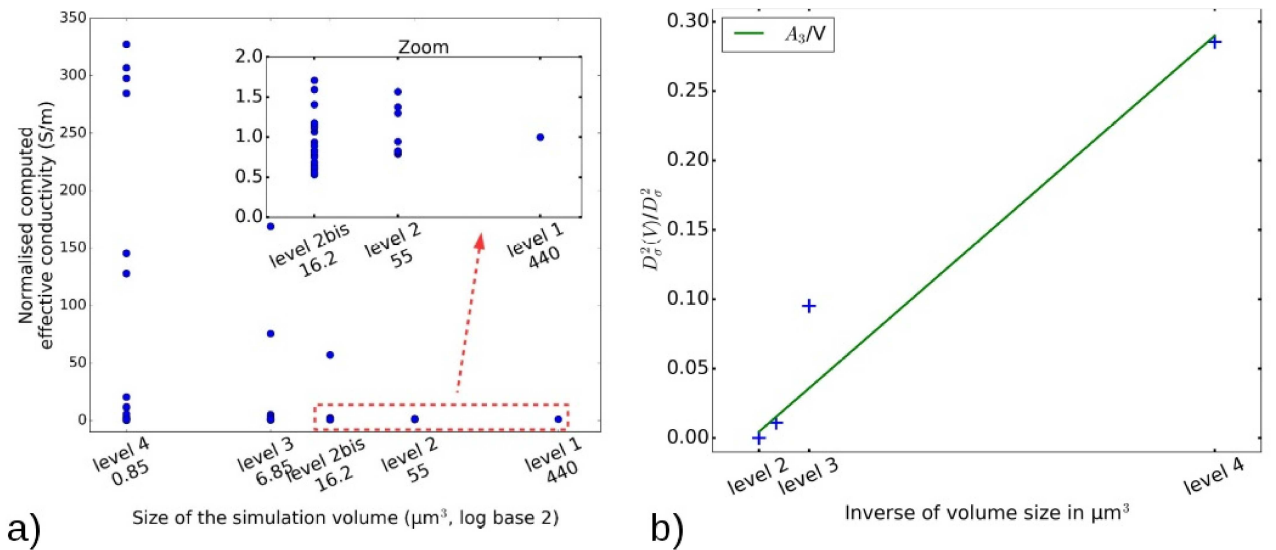 350
300
250
200
150
100
50
0
Normalised computed
effective conductivity (S/m)
Zoom
2.0
1.5
1.0
0.5
0.0
level 2bis
16.2
level 2
55
level 1
440
level 4
0.85
level 3
6.85
level 2bis
16.2
level 2
55
level 1
440
Size of the simulation volume (μm³, log base 2)
a)
A₃/V
0.30
0.25
0.20
0.15
0.10
0.05
0.00
D²σ(V)/D²σ
level 2
level 3
level 4
Inverse of volume size in μm³
b)